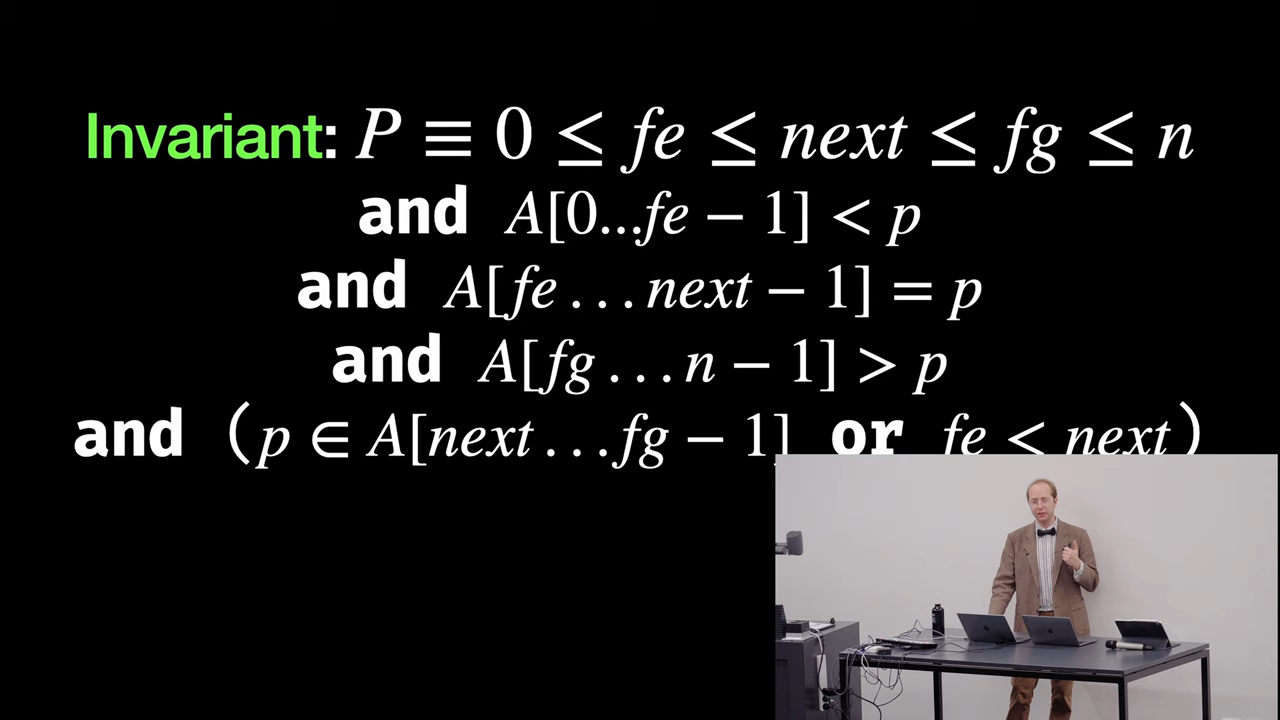 Invariant: P ≡ 0 ≤ fe ≤ next ≤ fg ≤ n
and A[0...fe − 1] < p
and A[fe . . . next − 1] = p
and A[fg . . . n − 1] > p
and (p ∈ A[next . . . fg − 1] or fe < next)